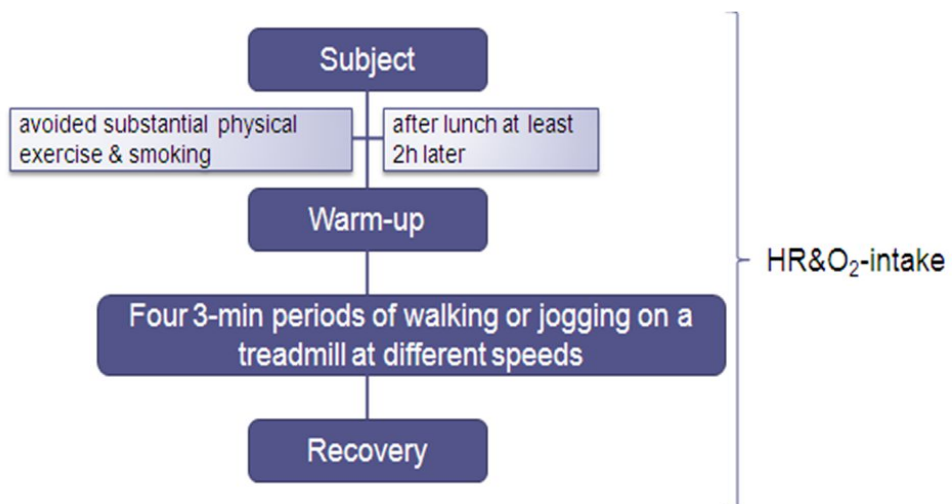 Subject
avoided substantial physical
exercise & smoking
after lunch at least
2h later
Warm-up
HR&O₂-intake
Four 3-min periods of walking or jogging on a
treadmill at different speeds
Recovery